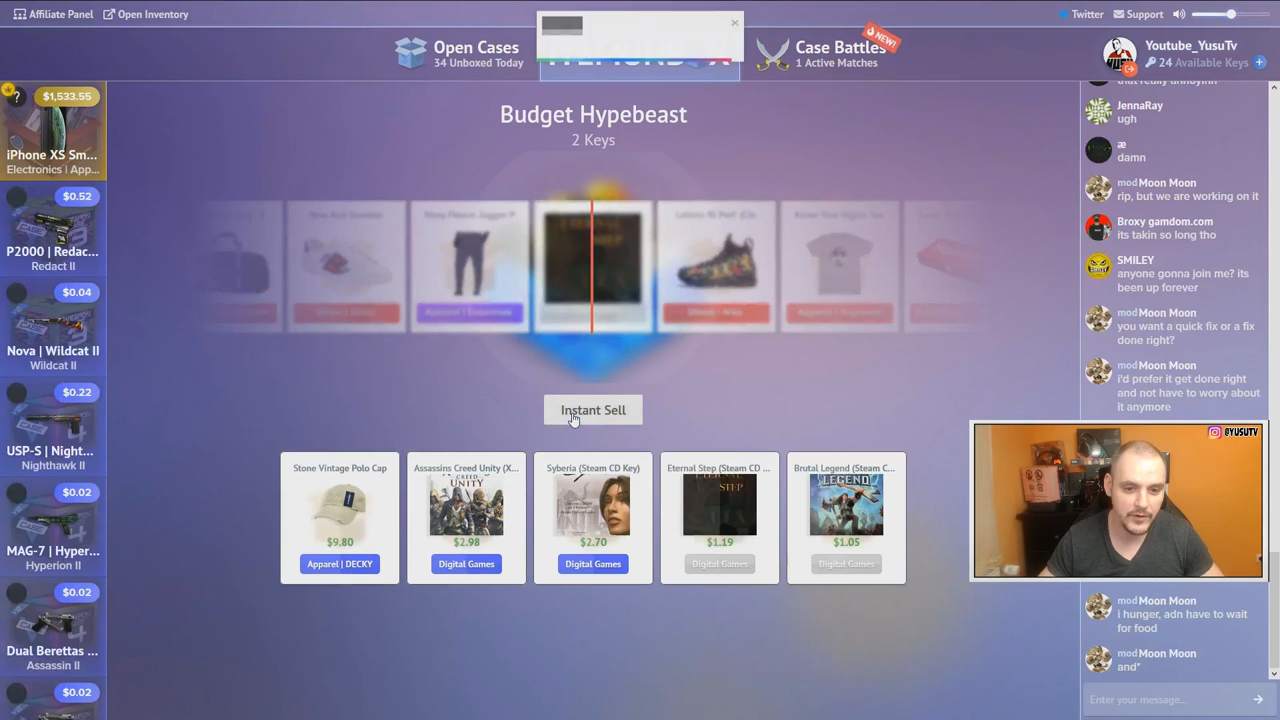 Affiliate Panel
Open Inventory
Open Cases
34 Unboxed Today
Case Battles
NEW!
1 Active Matches
Twitter
Support
Youtube_YusuTv
24 Available Keys
$1,533.55
?
iPhone XS Sm...
Electronics | App...
$0.52
P2000 | Redac...
Redact II
$0.04
Nova | Wildcat II
Wildcat II
$0.22
USP-S | Night...
Nighthawk II
$0.02
MAG-7 | Hyper...
Hyperion II
$0.02
Dual Berettas ...
Assassin II
$0.02
Budget Hypebeast
2 Keys
Instant Sell
Stone Vintage Polo Cap
$9.80
Apparel | DECKY
Assassins Creed Unity (X...
UNITY
$2.98
Digital Games
Syberia (Steam CD Key)
$2.70
Digital Games
Eternal Step (Steam CD ...
STEP
$1.19
Digital Games
Brutal Legend (Steam C...
LEGEND
$1.05
Digital Games
JennaRay
ugh
æ
damn
mod Moon Moon
rip, but we are working on it
Broxy gamdom.com
its takin so long tho
SMILEY
anyone gonna join me? its
been up forever
mod Moon Moon
you want a quick fix or a fix
done right?
mod Moon Moon
i'd prefer it get done right
and not have to worry about
it anymore
@YUSUTV
mod Moon Moon
i hunger, adn have to wait
for food
mod Moon Moon
and*
Enter your message...